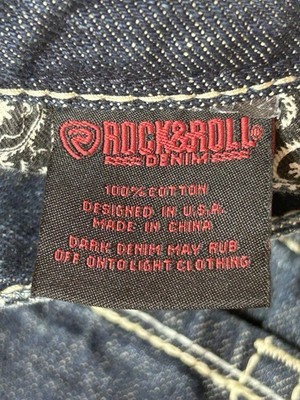 ROCK&ROLL
DENIM
100% COTTON
DESIGNED IN U.S.A.
MADE IN CHINA
DARK DENIM MAY RUB
OFF ONTO LIGHT CLOTHING